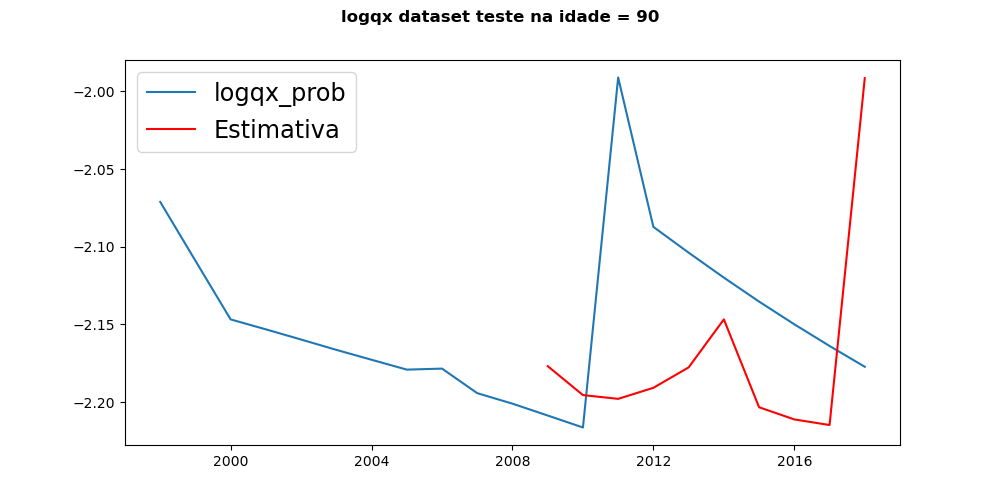 logqx dataset teste na idade = 90
logqx_prob
Estimativa
−2.00
−2.05
−2.10
−2.15
−2.20
2000 2004 2008 2012 2016